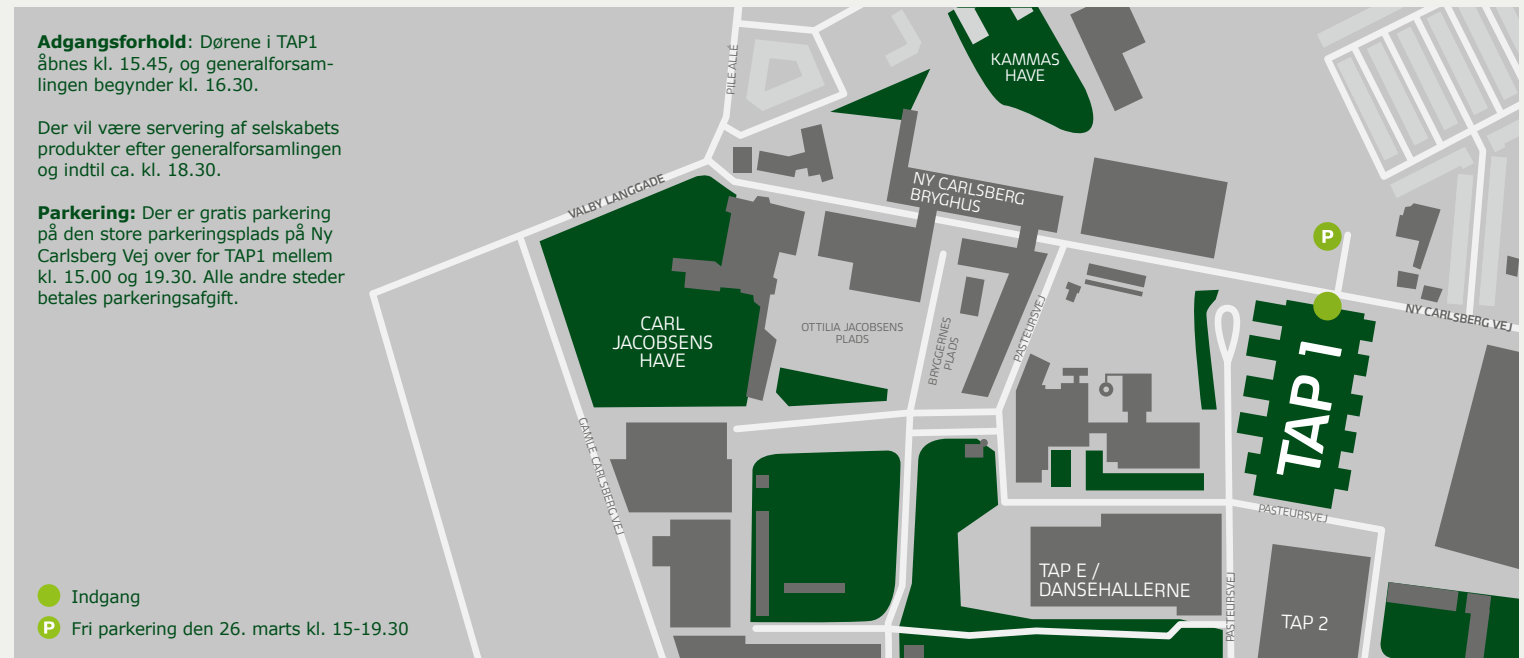 Adgangsforhold: Dørene i TAP1
åbnes kl. 15.45, og generalforsam-
lingen begynder kl. 16.30.
Der vil være servering af selskabets
produkter efter generalforsamlingen
og indtil ca. kl. 18.30.
Parkering: Der er gratis parkering
på den store parkeringsplads på Ny
Carlsberg Vej over for TAP1 mellem
kl. 15.00 og 19.30. Alle andre steder
betales parkeringsafgift.
PILE ALLÉ
KAMMAS
HAVE
VALBY LANGGADE
NY CARLSBERG
BRYGHUS
P
CARL
JACOBSENS
HAVE
OTTILIA JACOBSENS
PLADS
BRYGGERNES
PLADS
PASTEURSVEJ
NY CARLSBERG VEJ
TAP 1
GAMLE CARLSBERG VEJ
PASTEURSVEJ
TAP E /
DANSEHALLERNE
PASTEURSVEJ
TAP 2
Indgang
P Fri parkering den 26. marts kl. 15-19.30